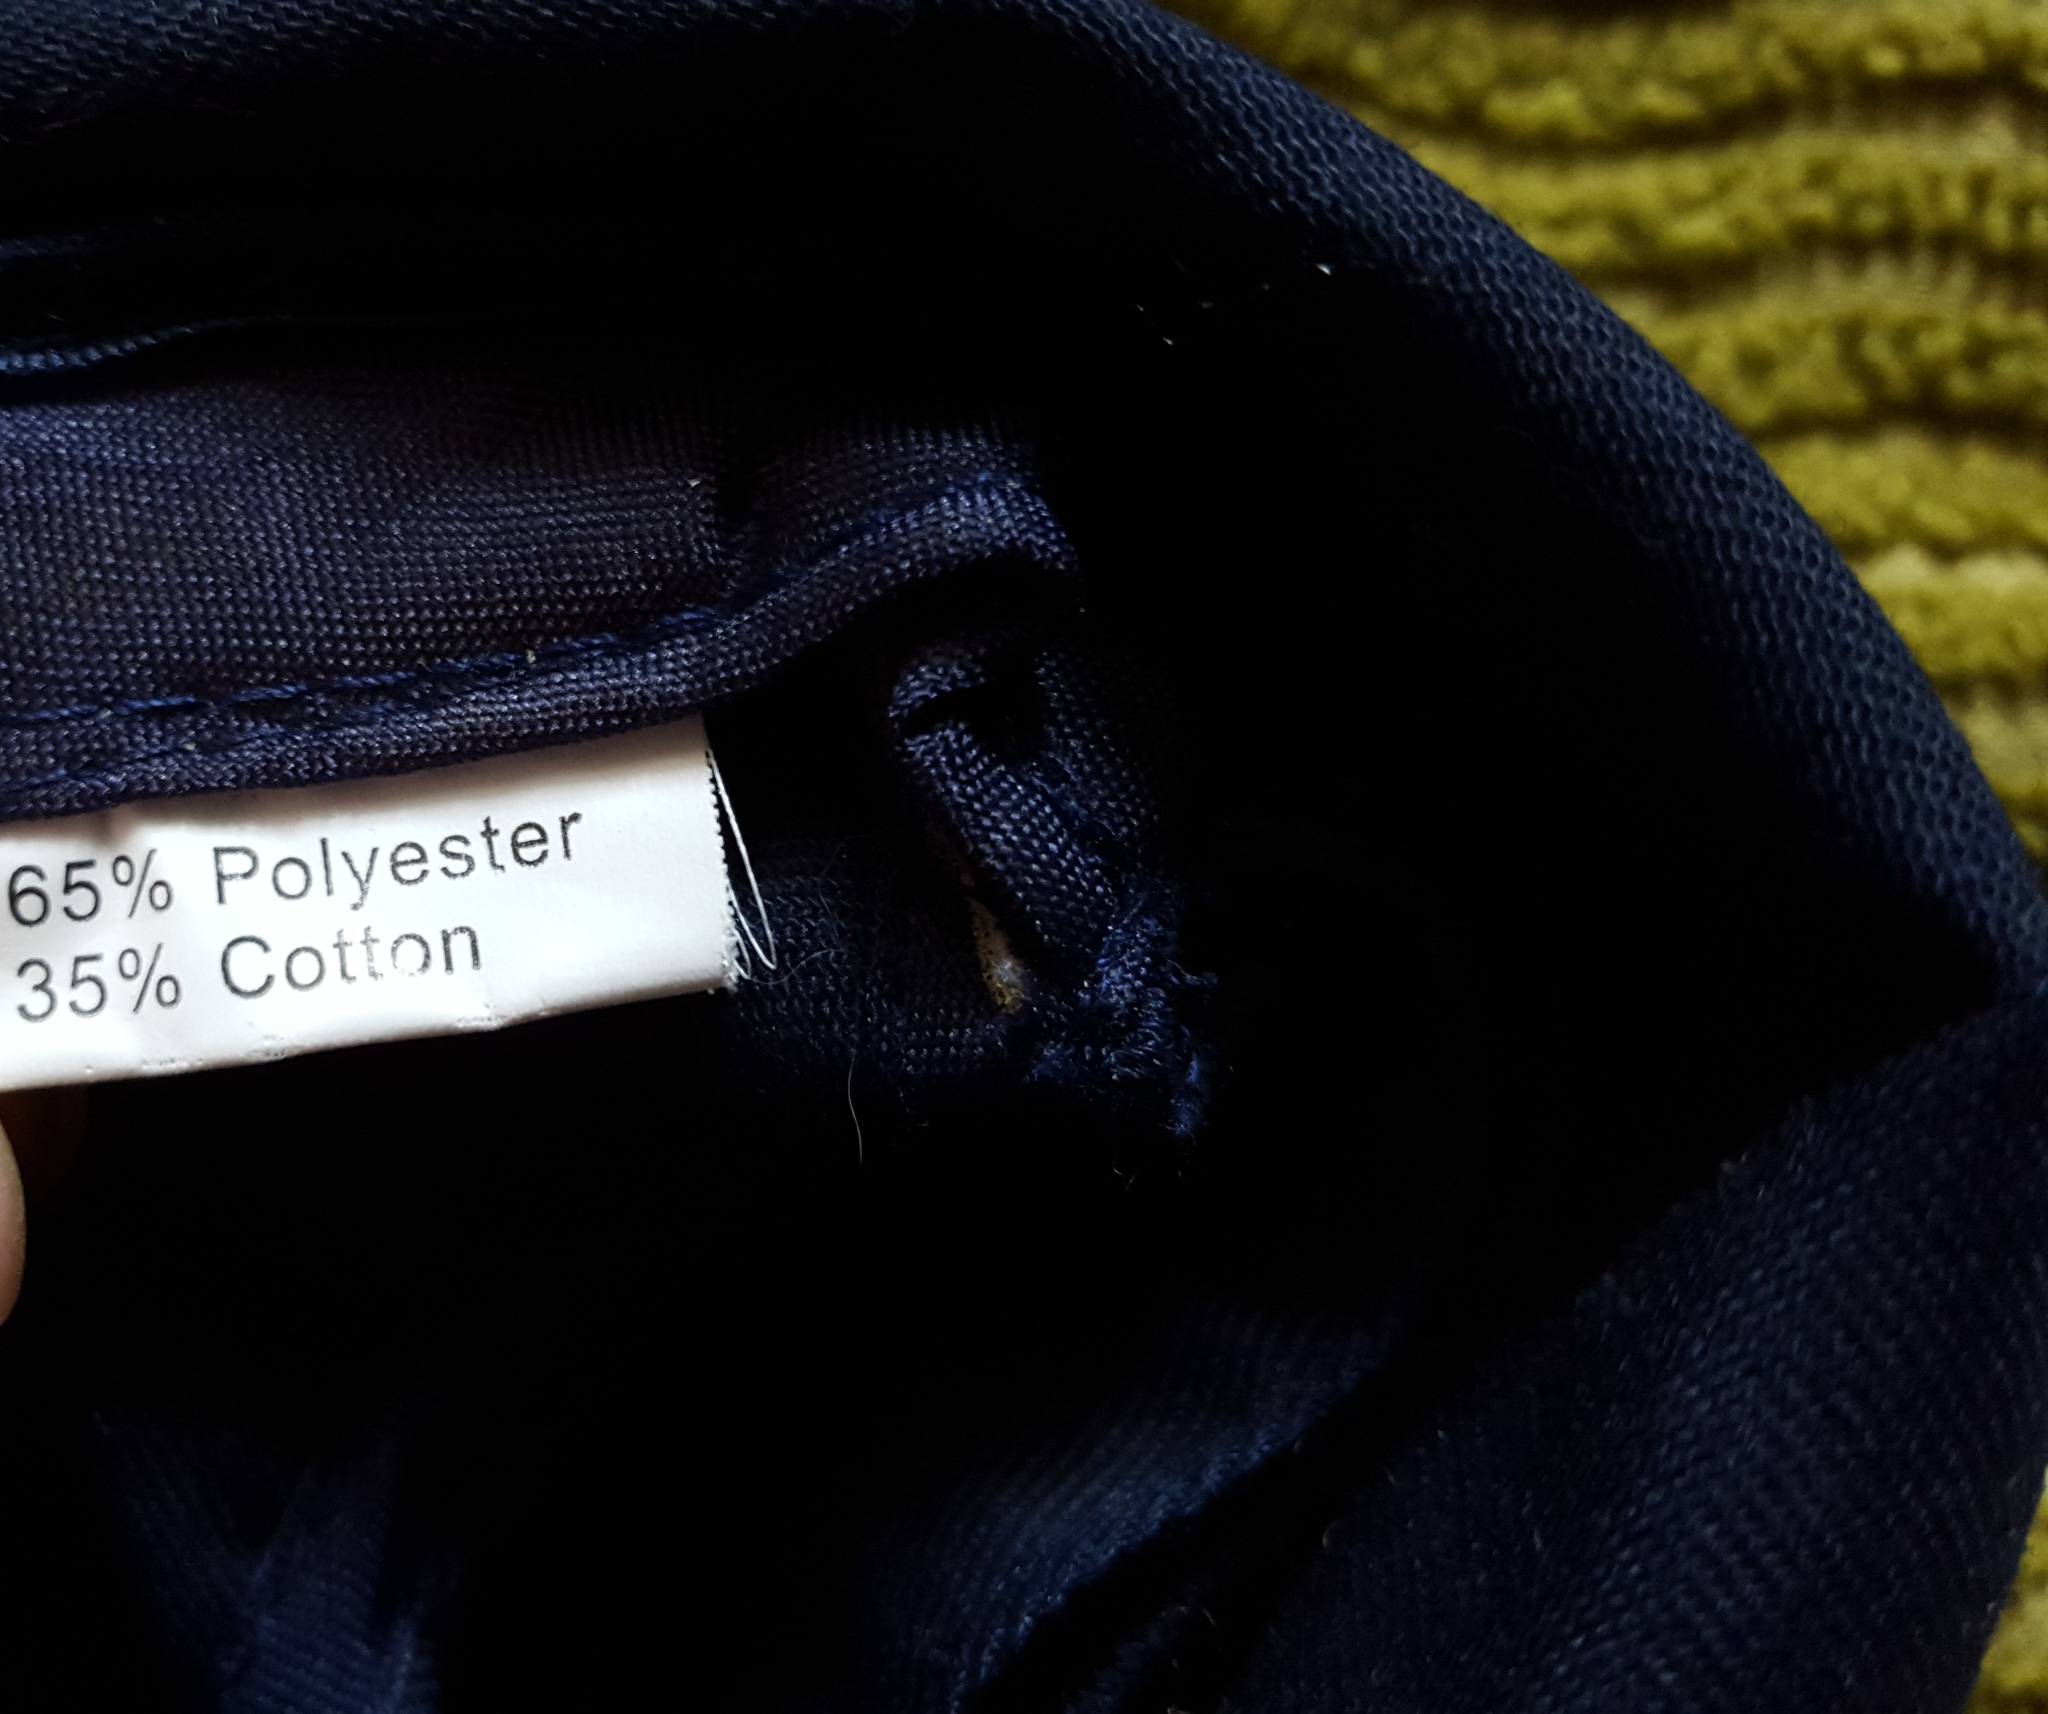 65% Polyester
35% Cotton